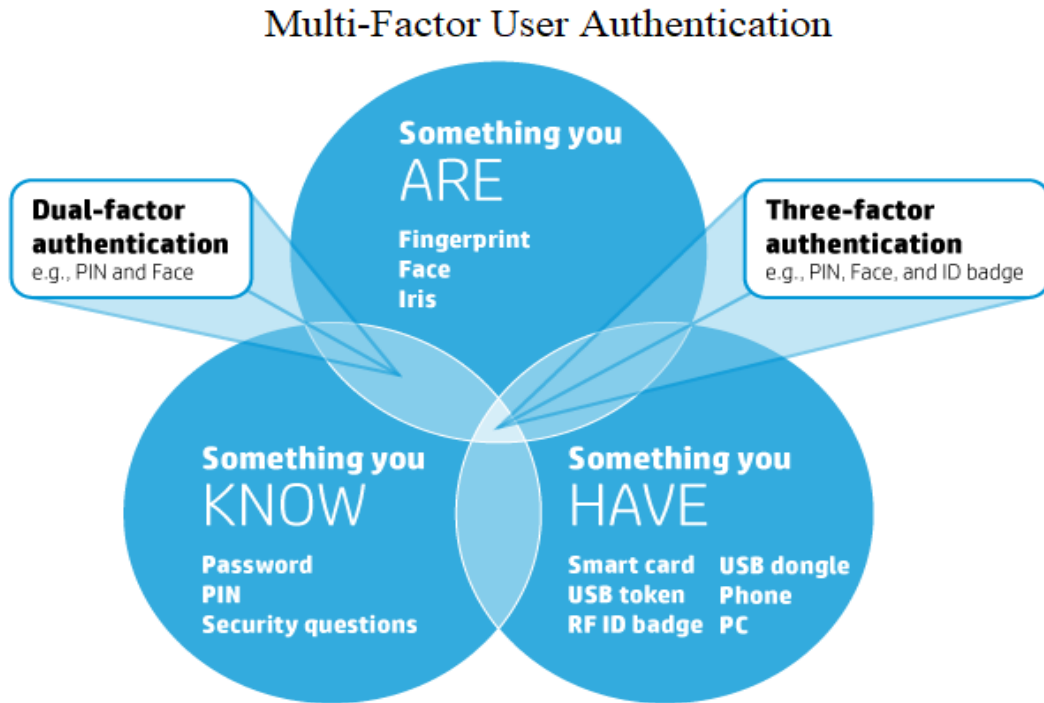 Multi-Factor User Authentication
Something you
ARE
Fingerprint
Face
Iris
Dual-factor
authentication
e.g., PIN and Face
Three-factor
authentication
e.g., PIN, Face, and ID badge
Something you
KNOW
Password
PIN
Security questions
Something you
HAVE
Smart card
USB token
RF ID badge
USB dongle
Phone
PC